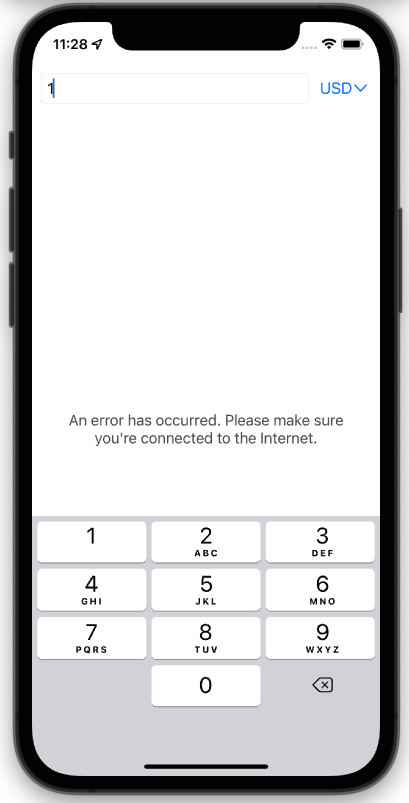 11:28
1
USD
An error has occurred. Please make sure
you're connected to the Internet.
1
2
ABC
3
DEF
4
GHI
5
JKL
6
MNO
7
PQRS
8
TUV
9
WXYZ
0